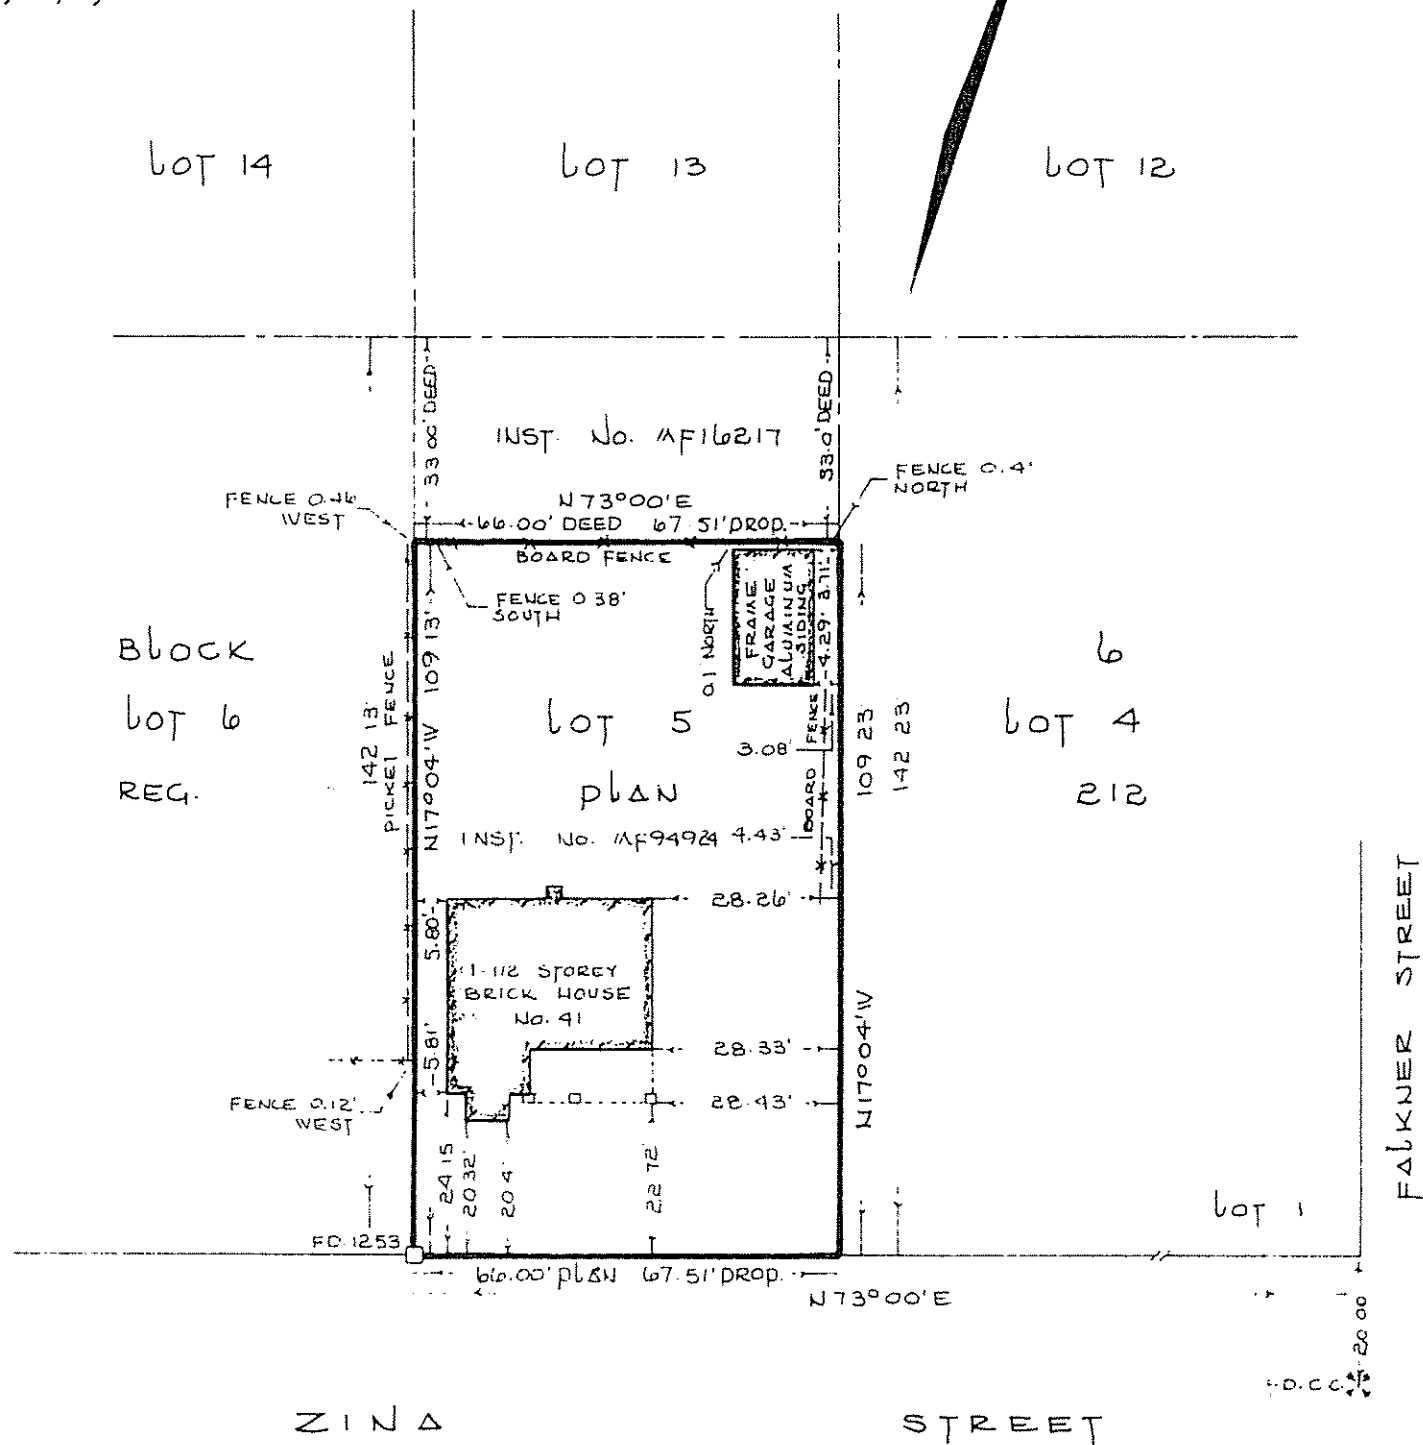 LOT 14
LOT 13
LOT 12
33 00' DEED
INST. No. MF16217
33.0' DEED
FENCE 0.4'
NORTH
FENCE 0.46
WEST
N73°00'E
66.00' DEED 67.51' PROP.
BOARD FENCE
FENCE 0 38'
SOUTH
0.1 NORTH
FRAME
GARAGE
ALUMINUM
SIDING
4.29' 3.71'
BLOCK
6
LOT 6
142 13'
PICKET FENCE
N17°04'W 109 13'
LOT 5
BOARD FENCE
3.08'
109 23
142 23
LOT 4
REG.
PLAN
212
INST. No. MF94924 4.43'
5.80'
28.26'
1-1/2 STOREY
BRICK HOUSE
No. 41
5.81'
28.33'
28.43'
N17°04'W
FENCE 0.12'
WEST
24 15
20 32'
20 4'
22 72
FALKNER STREET
LOT 1
FD. 1253
66.00' PLAN 67.51' PROP.
N73°00'E
20 00
D.C.C.
ZINA STREET